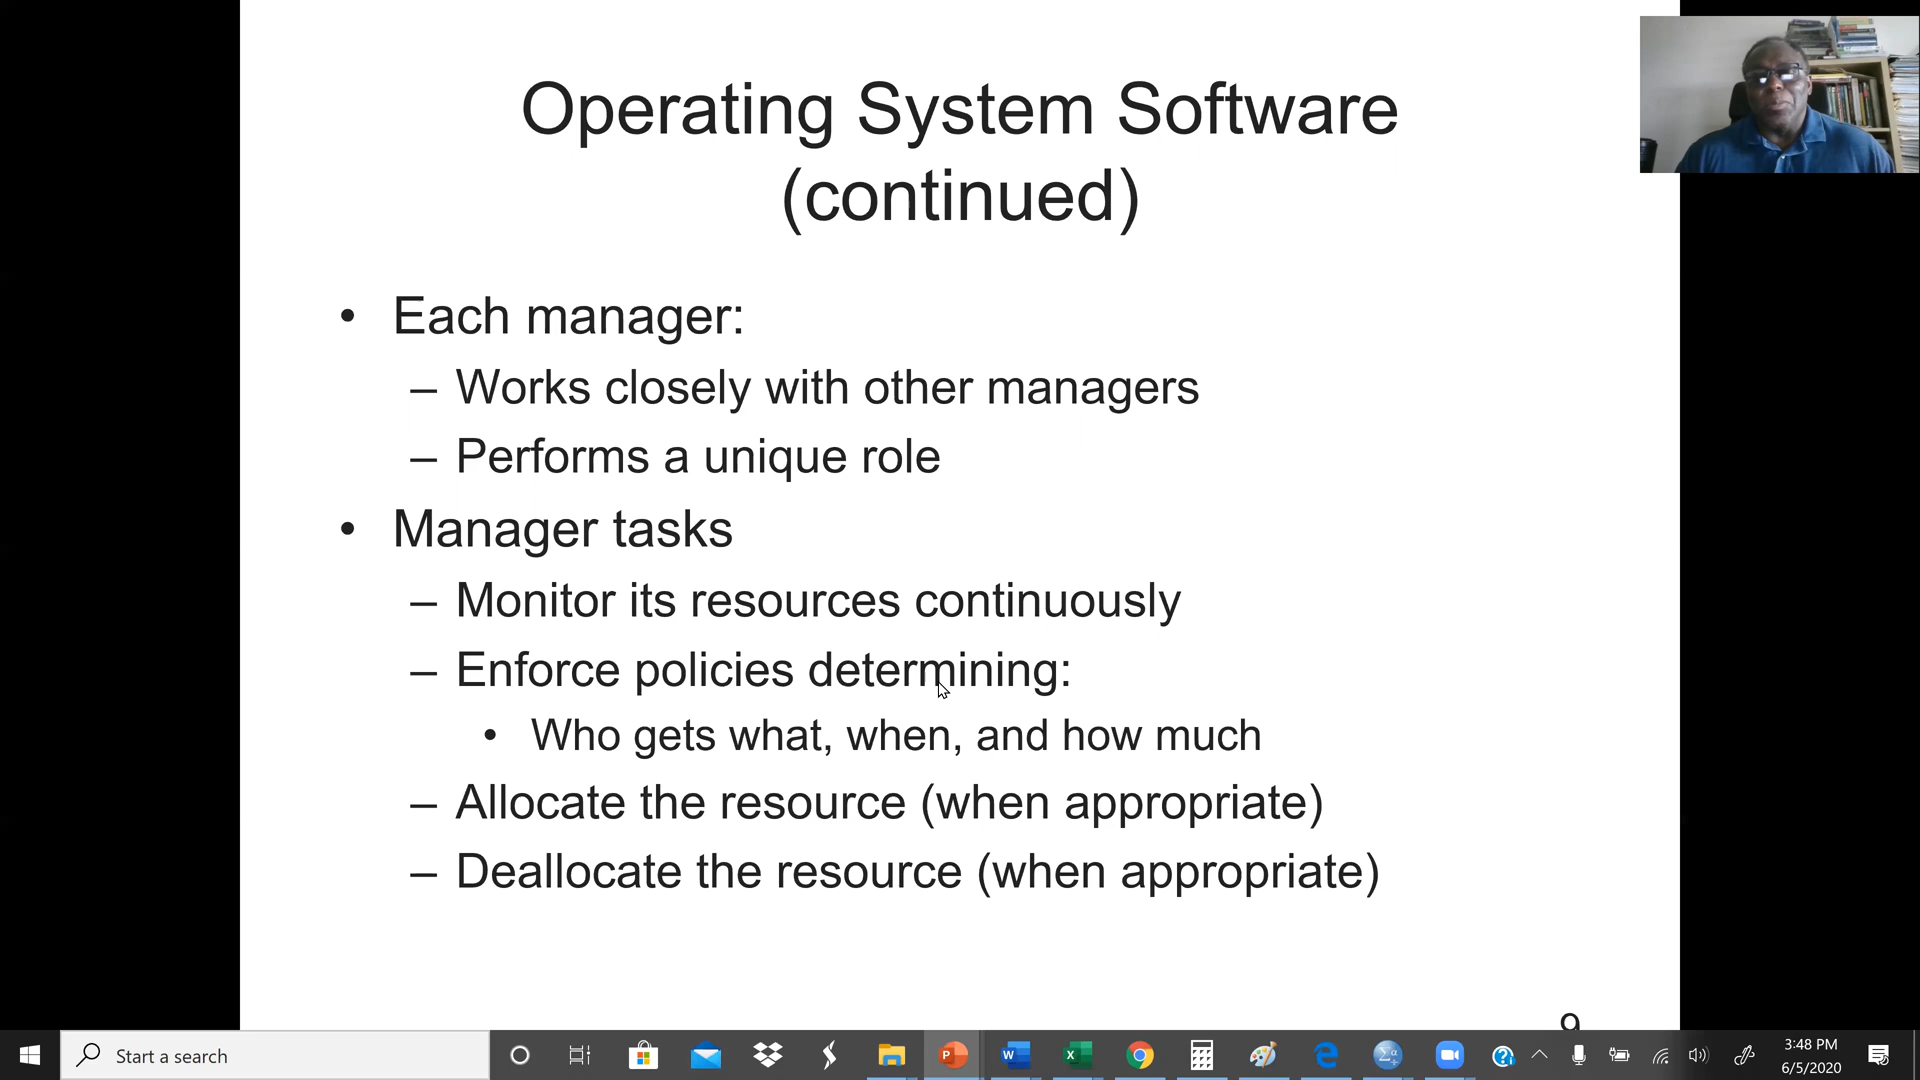 Operating System Software
(continued)
• Each manager:
– Works closely with other managers
– Performs a unique role
• Manager tasks
– Monitor its resources continuously
– Enforce policies determining:
• Who gets what, when, and how much
– Allocate the resource (when appropriate)
– Deallocate the resource (when appropriate)
9
Start a search
3:48 PM
6/5/2020